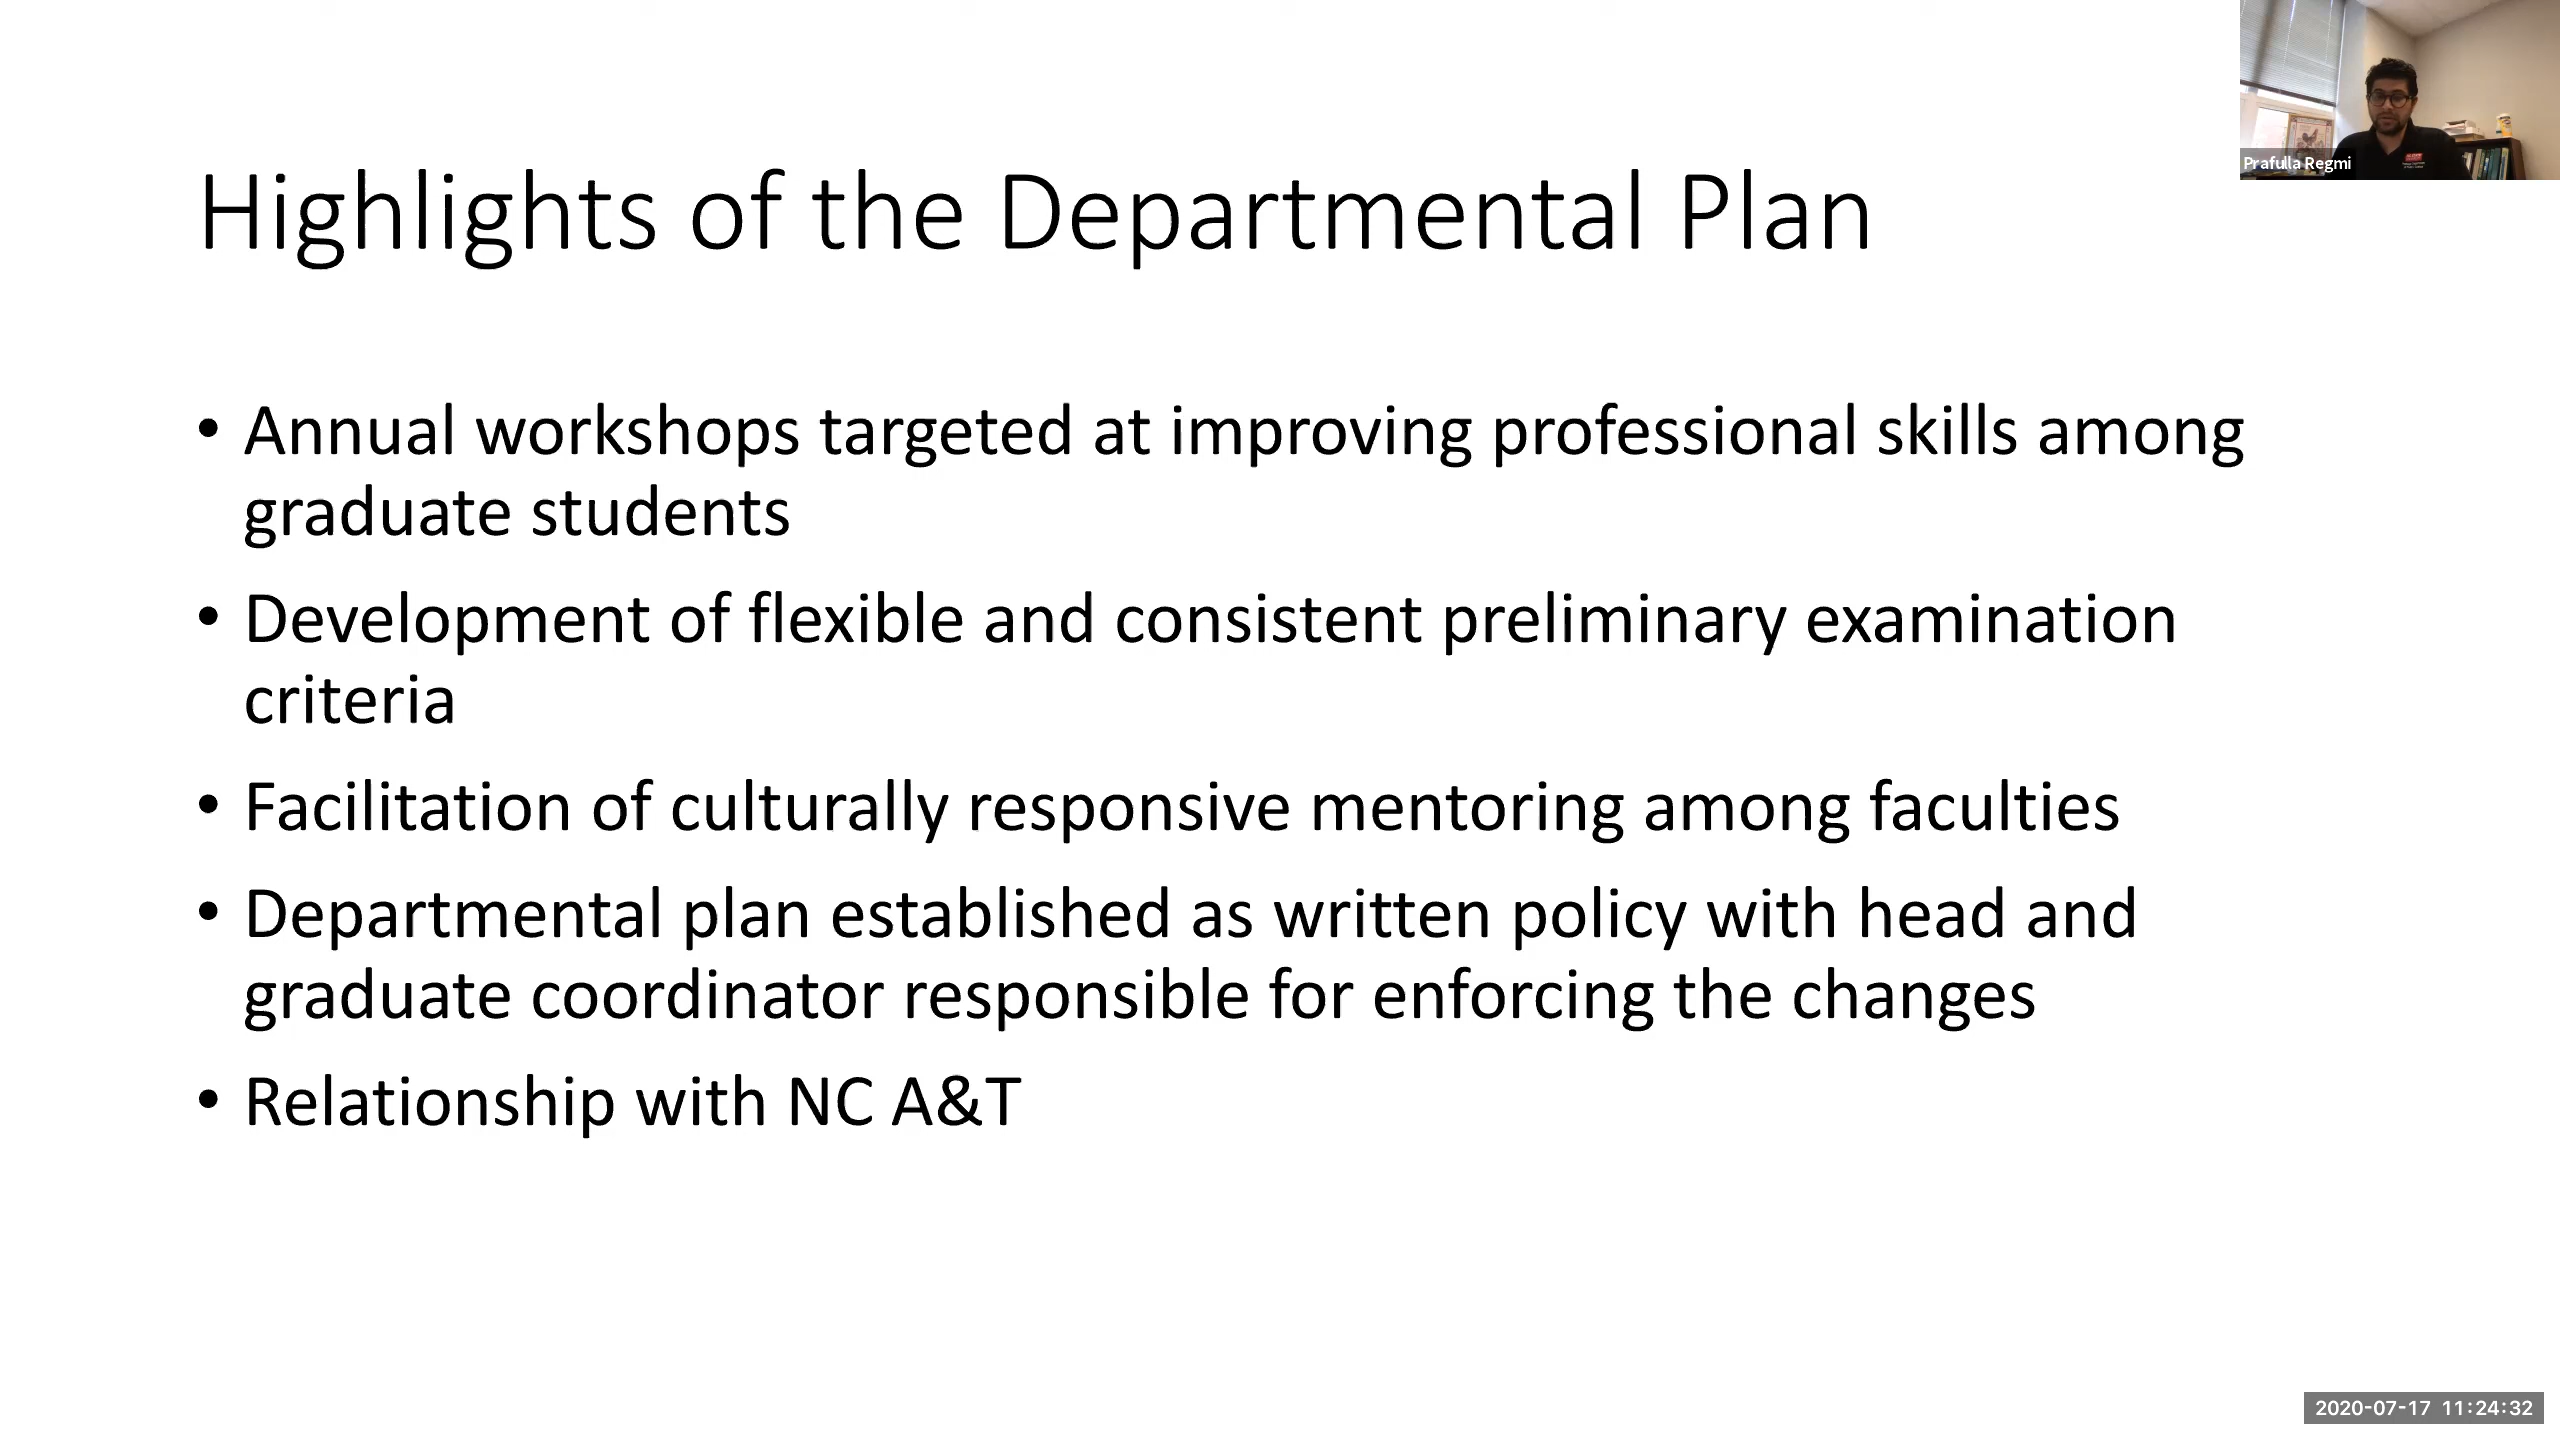 Highlights of the Departmental Plan
• Annual workshops targeted at improving professional skills among
graduate students
• Development of flexible and consistent preliminary examination
criteria
• Facilitation of culturally responsive mentoring among faculties
• Departmental plan established as written policy with head and
graduate coordinator responsible for enforcing the changes
• Relationship with NC A&T
Prafulla Regmi
2020-07-17 11:24:32